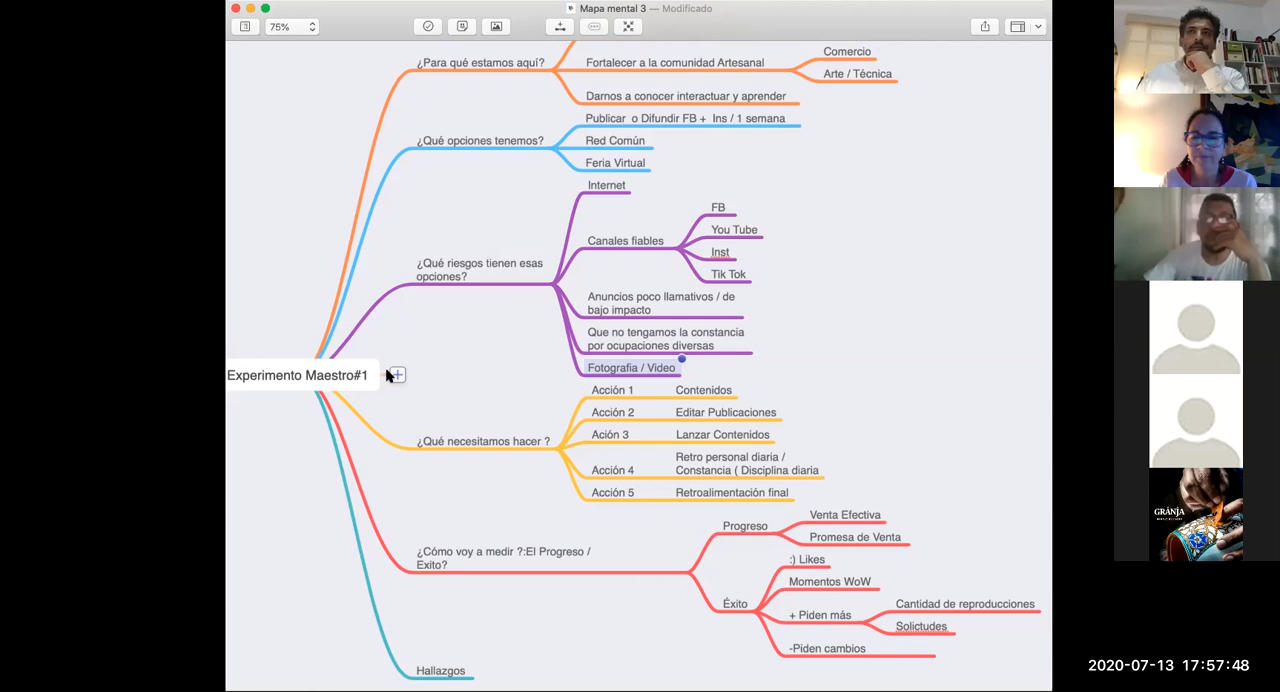 Mapa mental 3 — Modificado
75%
¿Para qué estamos aquí?
Fortalecer a la comunidad Artesanal
Comercio
Arte / Técnica
Darnos a conocer interactuar y aprender
¿Qué opciones tenemos?
Publicar o Difundir FB + Ins / 1 semana
Red Común
Feria Virtual
¿Qué riesgos tienen esas
opciones?
Internet
Canales fiables
FB
You Tube
Inst
Tik Tok
Anuncios poco llamativos / de
bajo impacto
Que no tengamos la constancia
por ocupaciones diversas
Fotografia / Video
Experimento Maestro#1
¿Qué necesitamos hacer ?
Acción 1 Contenidos
Acción 2 Editar Publicaciones
Ación 3 Lanzar Contenidos
Retro personal diaria /
Acción 4 Constancia ( Disciplina diaria
Acción 5 Retroalimentación final
¿Cómo voy a medir ?:El Progreso /
Exito?
Progreso
Venta Efectiva
Promesa de Venta
Éxito
:) Likes
Momentos WoW
+ Piden más
Cantidad de reproducciones
Solictudes
-Piden cambios
Hallazgos
GRANJA
2020-07-13 17:57:48